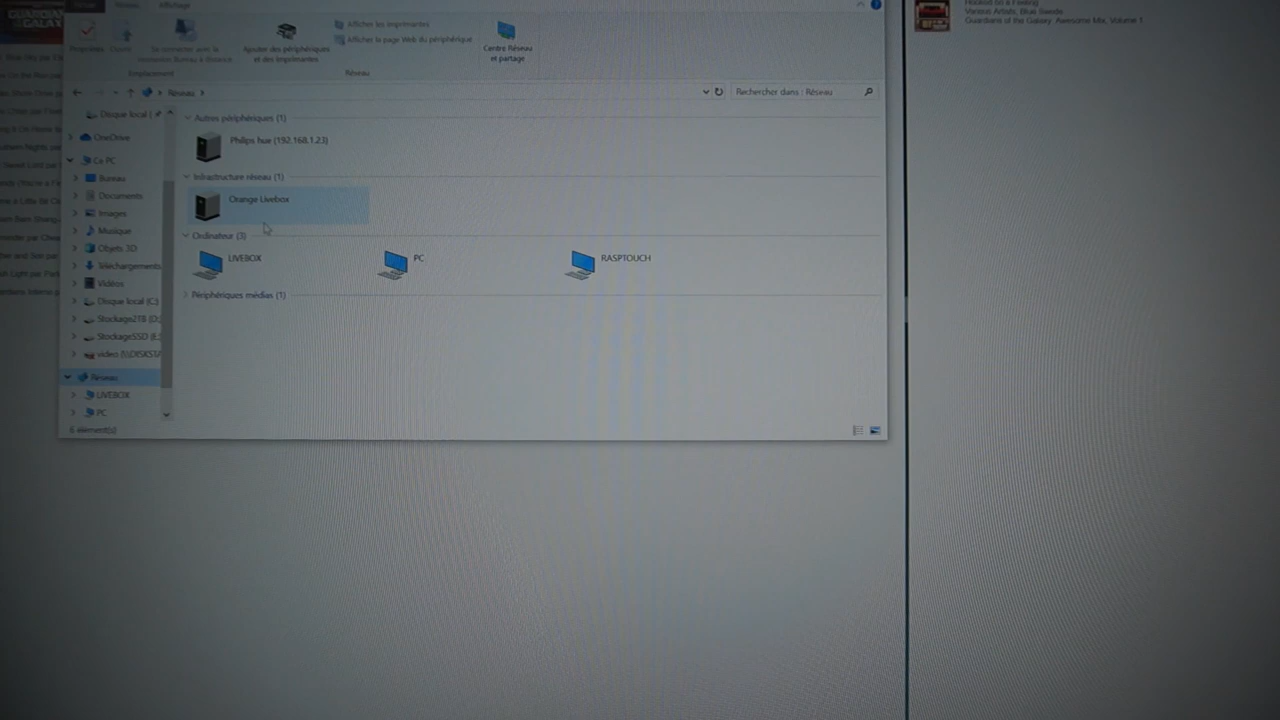 GUARDIANS
GALAXY
Réseau
Affichage
Propriétés
Ouvrir
Se connecter avec la
connexion Bureau à distance
Ajouter des périphériques
et des imprimantes
Afficher les imprimantes
Afficher la page Web du périphérique
Centre Réseau
et partage
Emplacement
Réseau
Réseau
Rechercher dans : Réseau
Disque local (
OneDrive
Ce PC
Bureau
Documents
Images
Musique
Objets 3D
Téléchargements
Vidéos
Disque local (C:)
Stockage2TB (D:)
StockageSSD (E:)
video (\\DISKSTA
Réseau
LIVEBOX
PC
6 élément(s)
Autres périphériques (1)
Philips hue (192.168.1.23)
Infrastructure réseau (1)
Orange Livebox
Ordinateur (3)
LIVEBOX
PC
RASPTOUCH
Périphériques médias (1)
Hooked on a Feeling
Various Artists, Blue Swede
Guardians of the Galaxy: Awesome Mix, Volume 1